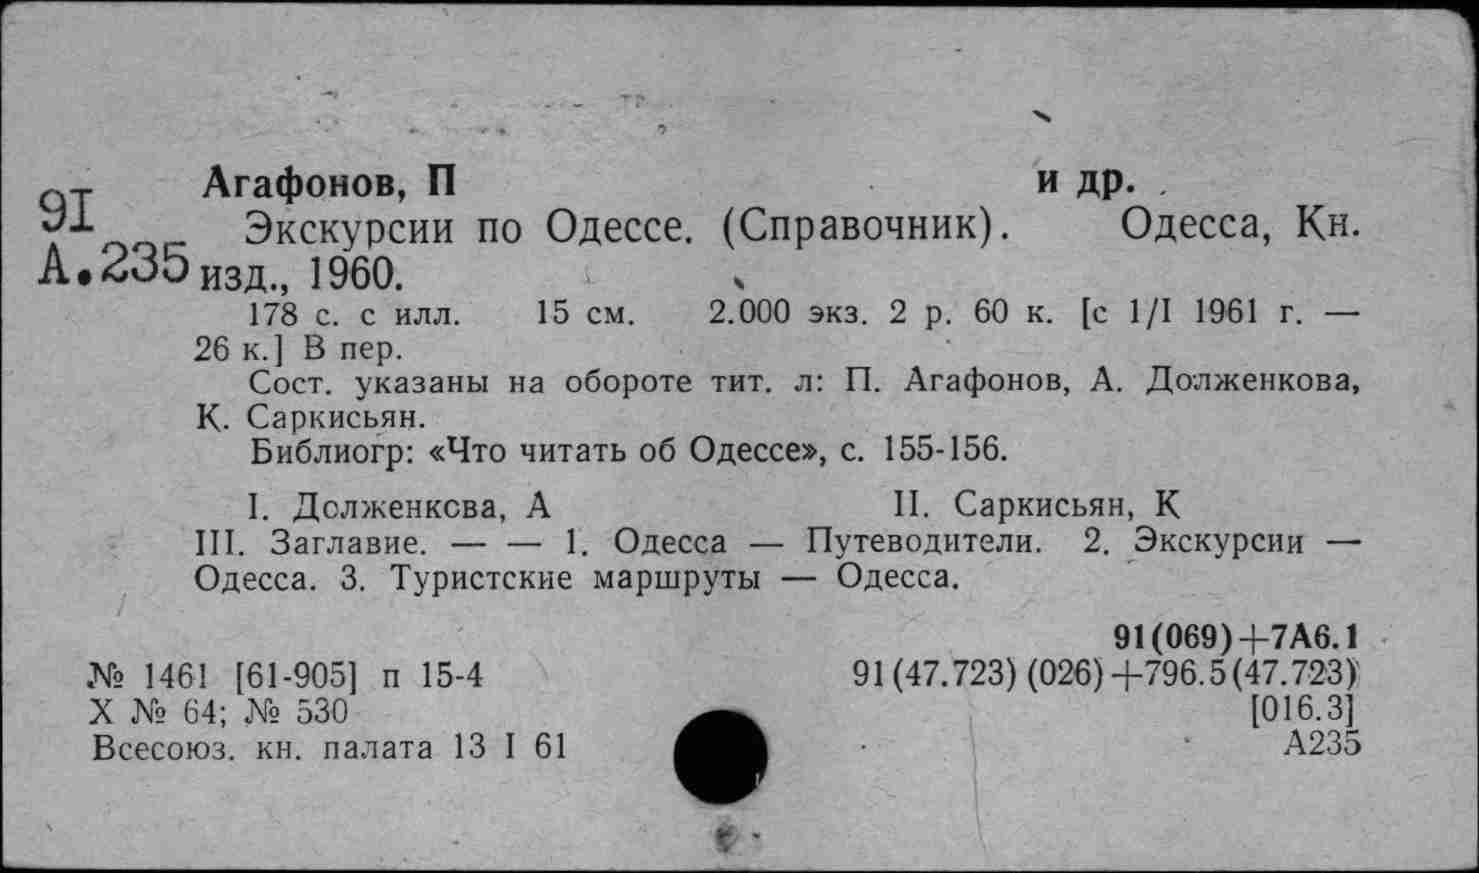 Агафонов, П и др.
91
Экскурсии по Одессе. (Справочник). Одесса, Кн.
А.235 изд., 1960.
178 с. с илл. 15 см. 2.000 экз. 2 р. 60 к. [с 1/I 1961 г. —
26 к.] В пер.
Сост. указаны на обороте тит. л: П. Агафонов, А. Долженкова,
К. Саркисьян.
Библиогр: «Что читать об Одессе», с. 155-156.
I. Долженкова, А II. Саркисьян, К
III. Заглавие. — — 1. Одесса — Путеводители. 2. Экскурсии —
Одесса. 3. Туристские маршруты — Одесса.
91(069)+7А6.1
№ 1461 [61-905] п 15-4 91(47.723)(026)+796.5(47.723)
Х № 64; № 530 [016.3]
Всесоюз. кн. палата 13 I 61 А235